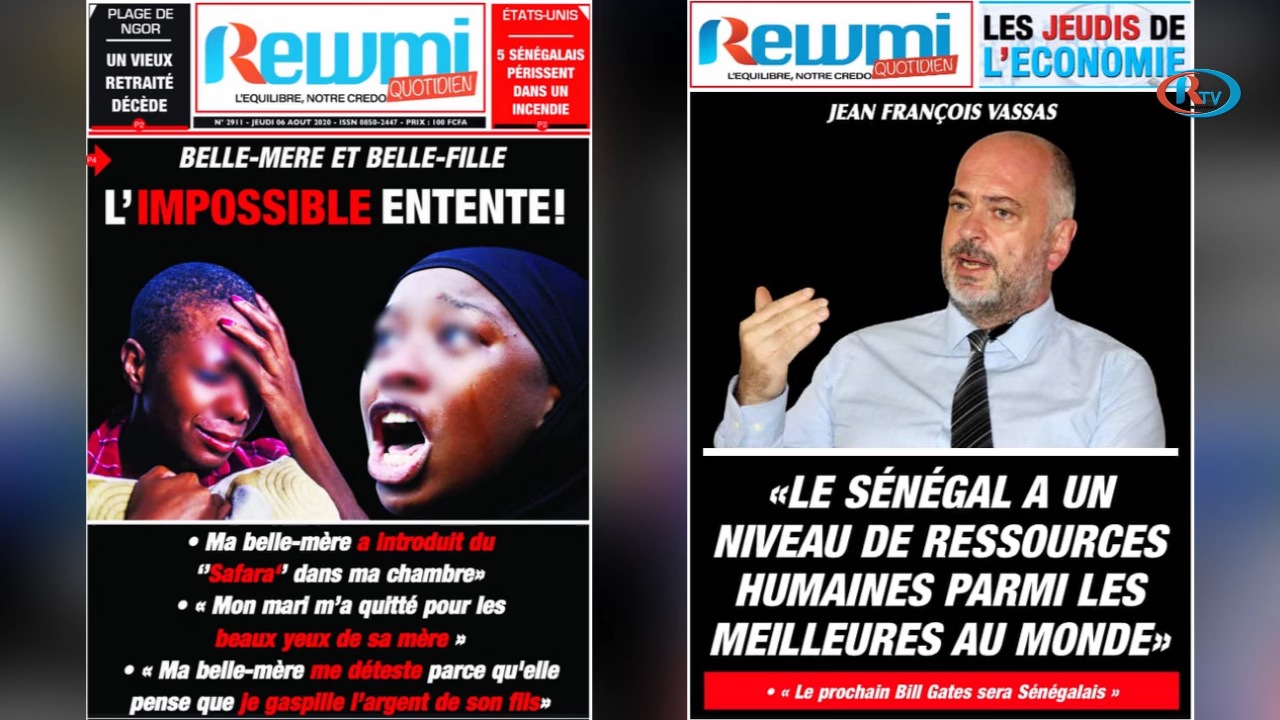 PLAGE DE
NGOR
UN VIEUX
RETRAITÉ
DÉCÈDE
P2
Rewmi
QUOTIDIEN
L'EQUILIBRE, NOTRE CREDO
N° 2911 - JEUDI 06 AOUT 2020 - ISSN 0850-2447 - PRIX : 100 FCFA
ÉTATS-UNIS
5 SÉNÉGALAIS
PÉRISSENT
DANS UN
INCENDIE
P2
P4
BELLE-MERE ET BELLE-FILLE
L'IMPOSSIBLE ENTENTE!
• Ma belle-mère a introduit du
‘’Safara‘’ dans ma chambre»
• « Mon mari m’a quitté pour les
beaux yeux de sa mère »
• « Ma belle-mère me déteste parce qu'elle
pense que je gaspille l’argent de son fils»
Rewmi
QUOTIDIEN
L'EQUILIBRE, NOTRE CREDO
LES JEUDIS DE
L'ECONOMIE
RTV
JEAN FRANÇOIS VASSAS
«LE SÉNÉGAL A UN
NIVEAU DE RESSOURCES
HUMAINES PARMI LES
MEILLEURES AU MONDE»
• « Le prochain Bill Gates sera Sénégalais »